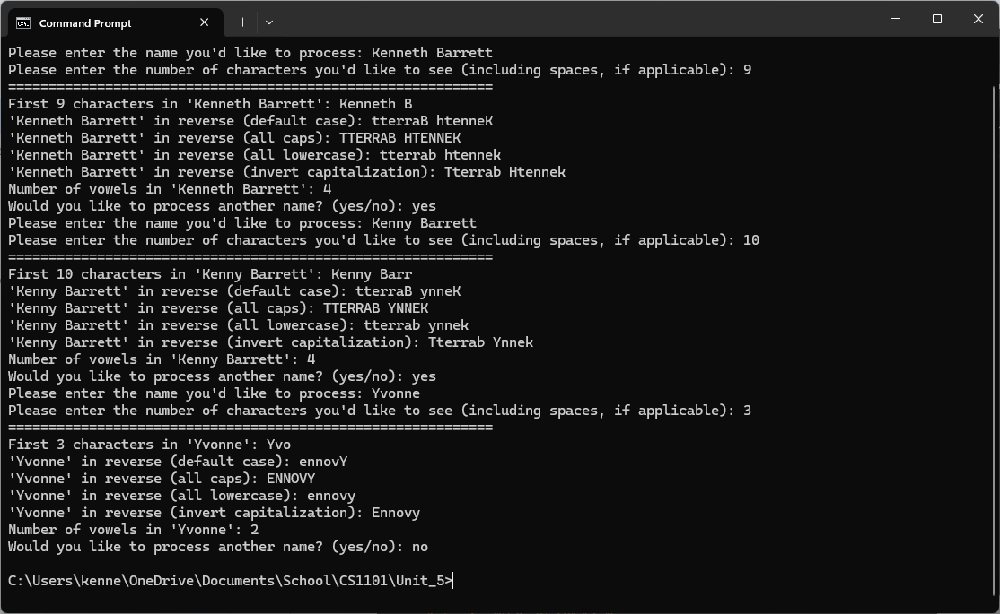 Command Prompt
Please enter the name you'd like to process: Kenneth Barrett
Please enter the number of characters you'd like to see (including spaces, if applicable): 9
============================================================
First 9 characters in 'Kenneth Barrett': Kenneth B
'Kenneth Barrett' in reverse (default case): tterraB htenneK
'Kenneth Barrett' in reverse (all caps): TTERRAB HTENNEK
'Kenneth Barrett' in reverse (all lowercase): tterrab htennek
'Kenneth Barrett' in reverse (invert capitalization): Tterrab Htennek
Number of vowels in 'Kenneth Barrett': 4
Would you like to process another name? (yes/no): yes
Please enter the name you'd like to process: Kenny Barrett
Please enter the number of characters you'd like to see (including spaces, if applicable): 10
============================================================
First 10 characters in 'Kenny Barrett': Kenny Barr
'Kenny Barrett' in reverse (default case): tterraB ynneK
'Kenny Barrett' in reverse (all caps): TTERRAB YNNEK
'Kenny Barrett' in reverse (all lowercase): tterrab ynnek
'Kenny Barrett' in reverse (invert capitalization): Tterrab Ynnek
Number of vowels in 'Kenny Barrett': 4
Would you like to process another name? (yes/no): yes
Please enter the name you'd like to process: Yvonne
Please enter the number of characters you'd like to see (including spaces, if applicable): 3
============================================================
First 3 characters in 'Yvonne': Yvo
'Yvonne' in reverse (default case): ennovY
'Yvonne' in reverse (all caps): ENNOVY
'Yvonne' in reverse (all lowercase): ennovy
'Yvonne' in reverse (invert capitalization): Ennovy
Number of vowels in 'Yvonne': 2
Would you like to process another name? (yes/no): no
C:\Users\kenne\OneDrive\Documents\School\CS1101\Unit_5>